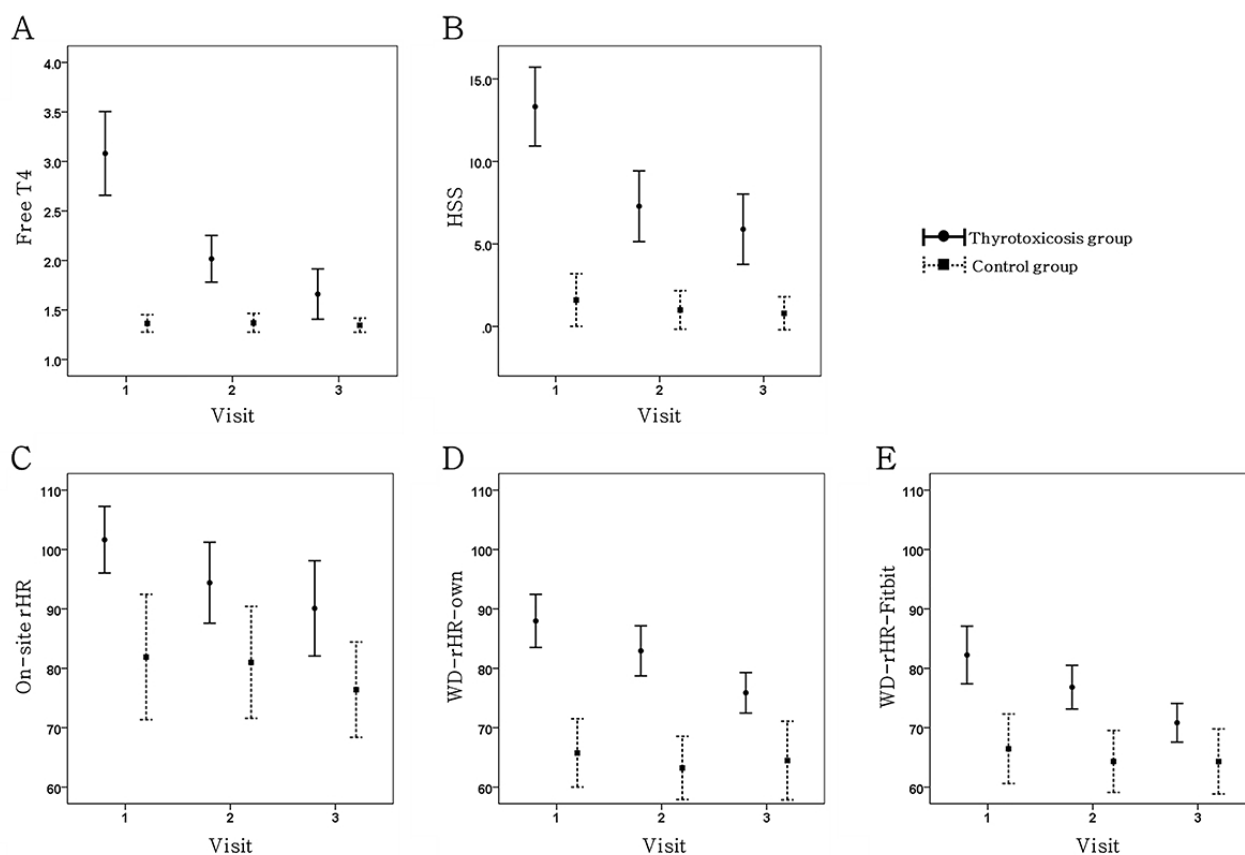 A
4.0
3.5
3.0
2.5
2.0
1.5
1.0
Free T4
1
2
3
Visit
B
15.0
10.0
5.0
.0
HSS
1
2
3
Visit
Thyrotoxicosis group
Control group
C
110
100
90
80
70
60
On-site rHR
1
2
3
Visit
D
110
100
90
80
70
60
WD-rHR-own
1
2
3
Visit
E
110
100
90
80
70
60
WD-rHR-Fitbit
1
2
3
Visit